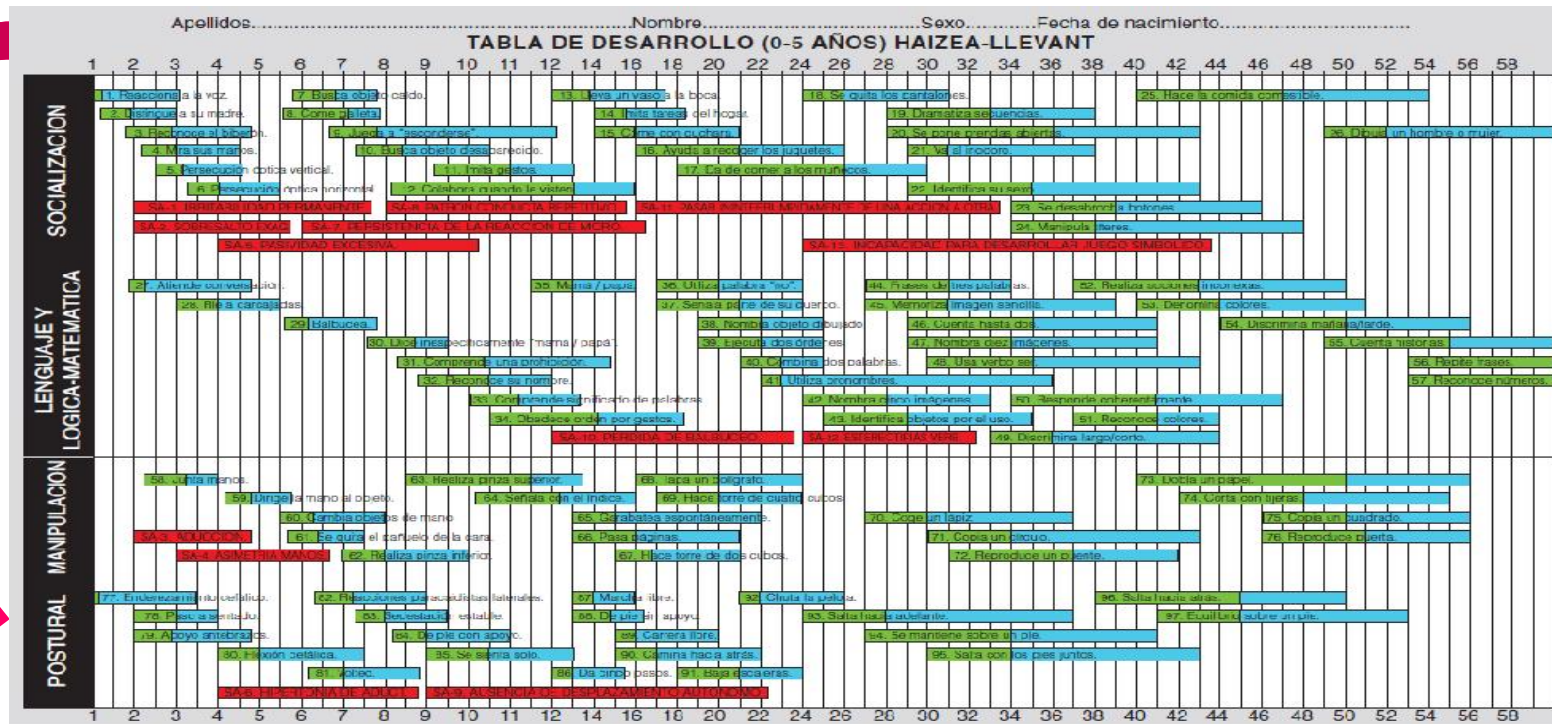 Apellidos Nombre Sexo Fecha de nacimiento
TABLA DE DESARROLLO (0-5 AÑOS) HAIZEA-LLEVANT
1 2 3 4 5 6 7 8 9 10 11 12 13 14 15 16 17 18 20 22 24 26 28 30 32 34 36 38 40 42 44 46 48 50 54 56 58
SOCIALIZACION
1. Reacciona a la voz.
7. Busca objeto caído.
13. Lleva un vaso a la boca.
18. Se quita los pantalones.
25. Hace la comida comestible.
2. Distingue a su madre.
8. Come galleta.
14. Imita tareas del hogar.
19. Dramatiza secuencias.
3. Reconoce el biberón.
9. Juega a "esconderse".
15. Come con cuchara.
20. Se pone prendas abiertas.
26. Dibuja un hombre o mujer.
4. Mira sus manos.
10. Busca objeto desaparecido.
16. Ayuda a recoger los juguetes.
21. Va al inodoro.
5. Persecución óptica vertical.
11. Imita gestos.
17. Da de comer a los muñecos.
6. Persecución óptica horizontal.
12. Colabora cuando le visten.
22. Identifica su sexo.
SA-1. IRRITABILIDAD PERMANENTE.
SA-8. PATRON CONDUCTA REPETITIVO.
SA-11. PASAR ININTERRUMPIDAMENTE DE UNA ACCION A OTRA.
23. Se desabrocha botones.
SA-2. SOBRESALTO EXAG.
SA-7. PERSISTENCIA DE LA REACCION DE MORO.
24. Manipula títeres.
SA-5. PASIVIDAD EXCESIVA.
SA-13. INCAPACIDAD PARA DESARROLLAR JUEGO SIMBOLICO.
LENGUAJE Y
LOGICA-MATEMATICA
27. Atiende conversación.
35. Mamá / papá.
36. Utiliza palabra "no".
44. Frases de tres palabras.
52. Realiza acciones inconexas.
28. Ríe a carcajadas.
37. Señala parte de su cuerpo.
45. Memoriza imagen sencilla.
53. Denomina colores.
29. Balbucea.
38. Nombra objeto dibujado.
46. Cuenta hasta dos.
54. Discrimina mañana/tarde.
30. Dice inespecíficamente "mamá / papá".
39. Ejecuta dos órdenes.
47. Nombra diez imágenes.
55. Cuenta historias.
31. Comprende una prohibición.
40. Combina dos palabras.
48. Usa verbo ser.
56. Repite frases.
32. Reconoce su nombre.
41. Utiliza pronombres.
57. Reconoce números.
33. Comprende significado de palabras.
42. Nombra cinco imágenes.
50. Responde coherentemente.
34. Obedece orden por gestos.
43. Identifica objetos por el uso.
51. Reconoce colores.
SA-10. PERDIDA DE BALBUCEO.
SA-12.
49. Discrimina largo/corto.
MANIPULACION
58. Junta manos.
63. Realiza pinza superior.
68. Tapa un bolígrafo.
73. Dobla un papel.
59. Dirige la mano al objeto.
64. Señala con el índice.
69. Hace torre de cuatro cubos.
74. Corta con tijeras.
60. Cambia objetos de mano
65. Garabatea espontáneamente.
70. Coge un lápiz.
75. Copia un cuadrado.
SA-3. ADUCCION
61. Se quita el pañuelo de la cara.
66. Pasa páginas.
71. Copia un círculo.
76. Reproduce puerta.
SA-4. ASIMETRIA MANOS.
62. Realiza pinza inferior.
67. Hace torre de dos cubos.
72. Reproduce un puente.
POSTURAL
77. Enderezamiento cefálico.
82. Reacciones paracaidistas laterales.
87. Marcha libre.
92. Chuta la pelota.
96. Salta hacia atrás.
78. Paso a sentado.
83. Sedestación estable.
88. De pie sin apoyo.
93. Salta hacia adelante.
97. Equilibrio sobre un pie.
79. Apoyo antebrazos.
84. De pie con apoyo.
89. Carrera libre.
94. Se mantiene sobre un pie.
80. Flexión cefálica.
85. Se sienta solo.
90. Camina hacia atrás.
95. Salta con los pies juntos.
81. Volteo.
86. Da cinco pasos.
91. Baja escaleras.
SA-6. HIPERTONIA DE ADUCT.
SA-9. AUSENCIA DE DESPLAZAMIENTO AUTONOMO.
1 2 3 4 5 6 7 8 9 10 11 12 13 14 15 16 17 18 20 22 24 26 28 30 32 34 36 38 40 42 44 46 48 50 54 56 58